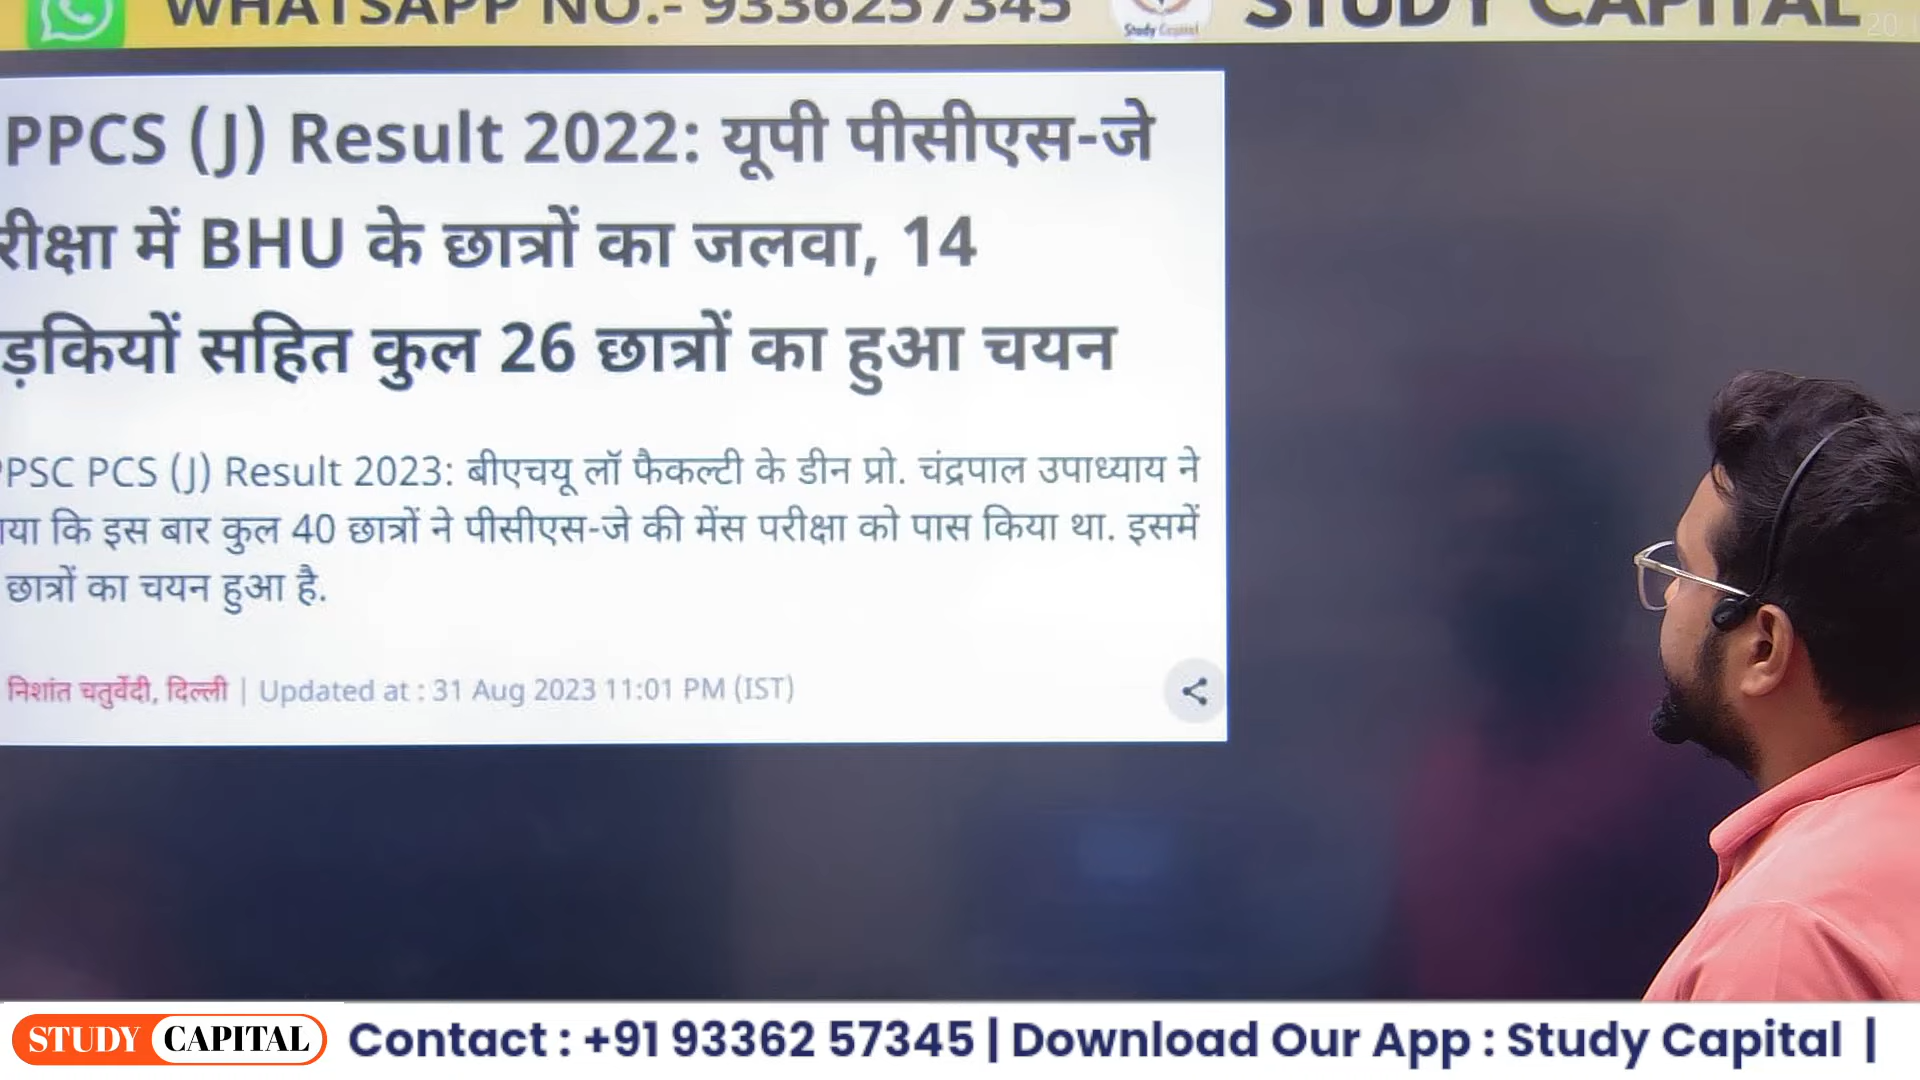 WHATSAPP NO.- 9336257345
Study Capital
STUDY CAPITAL
PPCS (J) Result 2022: यूपी पीसीएस-जे
रीक्षा में BHU के छात्रों का जलवा, 14
ड़कियों सहित कुल 26 छात्रों का हुआ चयन
PSC PCS (J) Result 2023: बीएचयू लॉ फैकल्टी के डीन प्रो. चंद्रपाल उपाध्याय ने
या कि इस बार कुल 40 छात्रों ने पीसीएस-जे की मेंस परीक्षा को पास किया था. इसमें
छात्रों का चयन हुआ है.
निशांत चतुर्वेदी, दिल्ली | Updated at : 31 Aug 2023 11:01 PM (IST)
STUDY CAPITAL Contact : +91 93362 57345 | Download Our App : Study Capital |